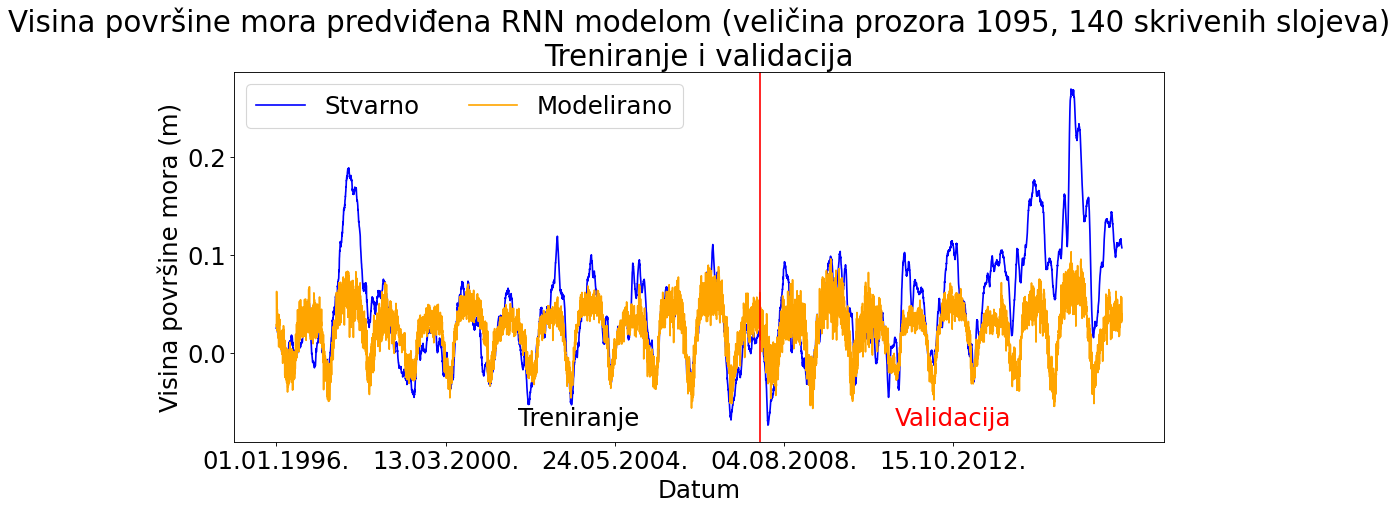 Visina površine mora predviđena RNN modelom (veličina prozora 1095, 140 skrivenih slojeva)
Treniranje i validacija
Stvarno
Modelirano
Visina površine mora (m)
0.2
0.1
0.0
Treniranje
Validacija
01.01.1996.
13.03.2000.
24.05.2004.
04.08.2008.
15.10.2012.
Datum